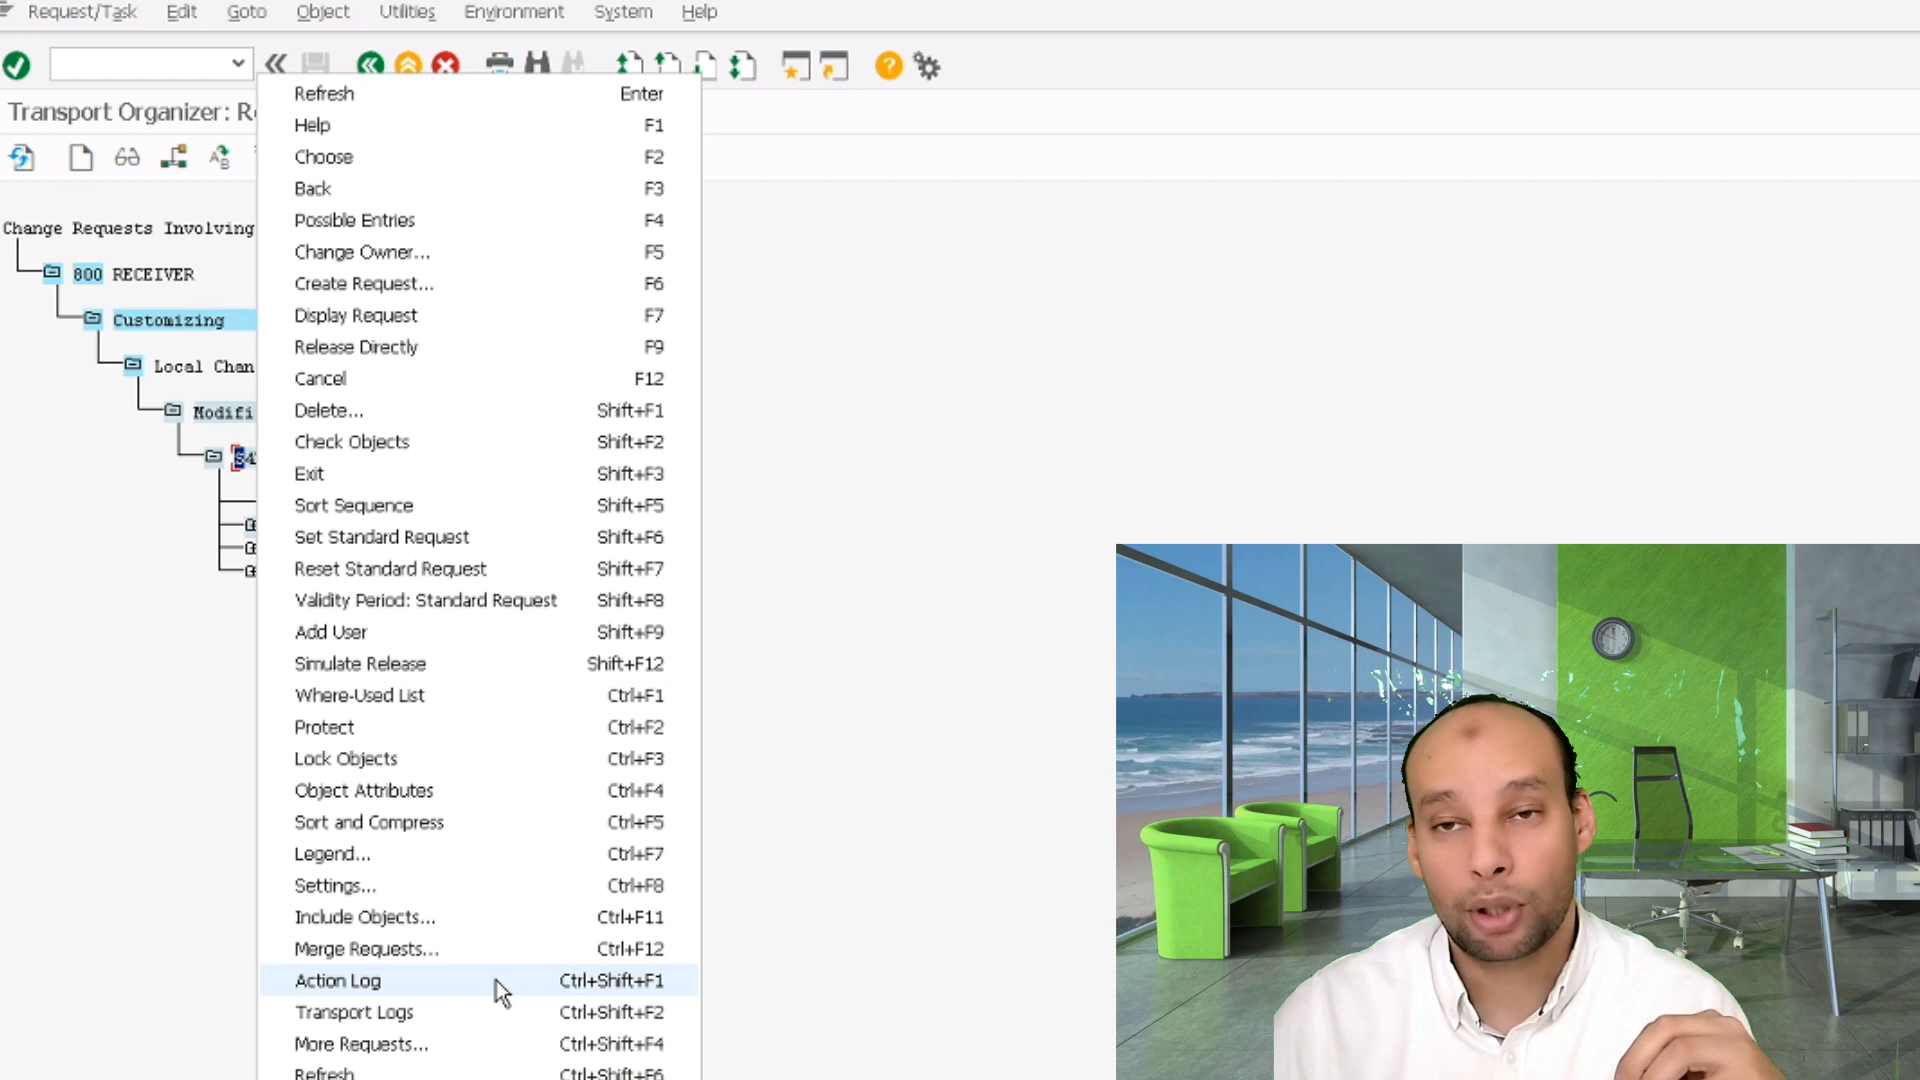 Request/Task Edit Goto Object Utilities Environment System Help
Transport Organizer: R
Change Requests Involving
800 RECEIVER
Customizing
Local Chan
Modifi
S4
Refresh Enter
Help F1
Choose F2
Back F3
Possible Entries F4
Change Owner... F5
Create Request... F6
Display Request F7
Release Directly F9
Cancel F12
Delete... Shift+F1
Check Objects Shift+F2
Exit Shift+F3
Sort Sequence Shift+F5
Set Standard Request Shift+F6
Reset Standard Request Shift+F7
Validity Period: Standard Request Shift+F8
Add User Shift+F9
Simulate Release Shift+F12
Where-Used List Ctrl+F1
Protect Ctrl+F2
Lock Objects Ctrl+F3
Object Attributes Ctrl+F4
Sort and Compress Ctrl+F5
Legend... Ctrl+F7
Settings... Ctrl+F8
Include Objects... Ctrl+F11
Merge Requests... Ctrl+F12
Action Log Ctrl+Shift+F1
Transport Logs Ctrl+Shift+F2
More Requests... Ctrl+Shift+F4
Refresh Ctrl+Shift+F6